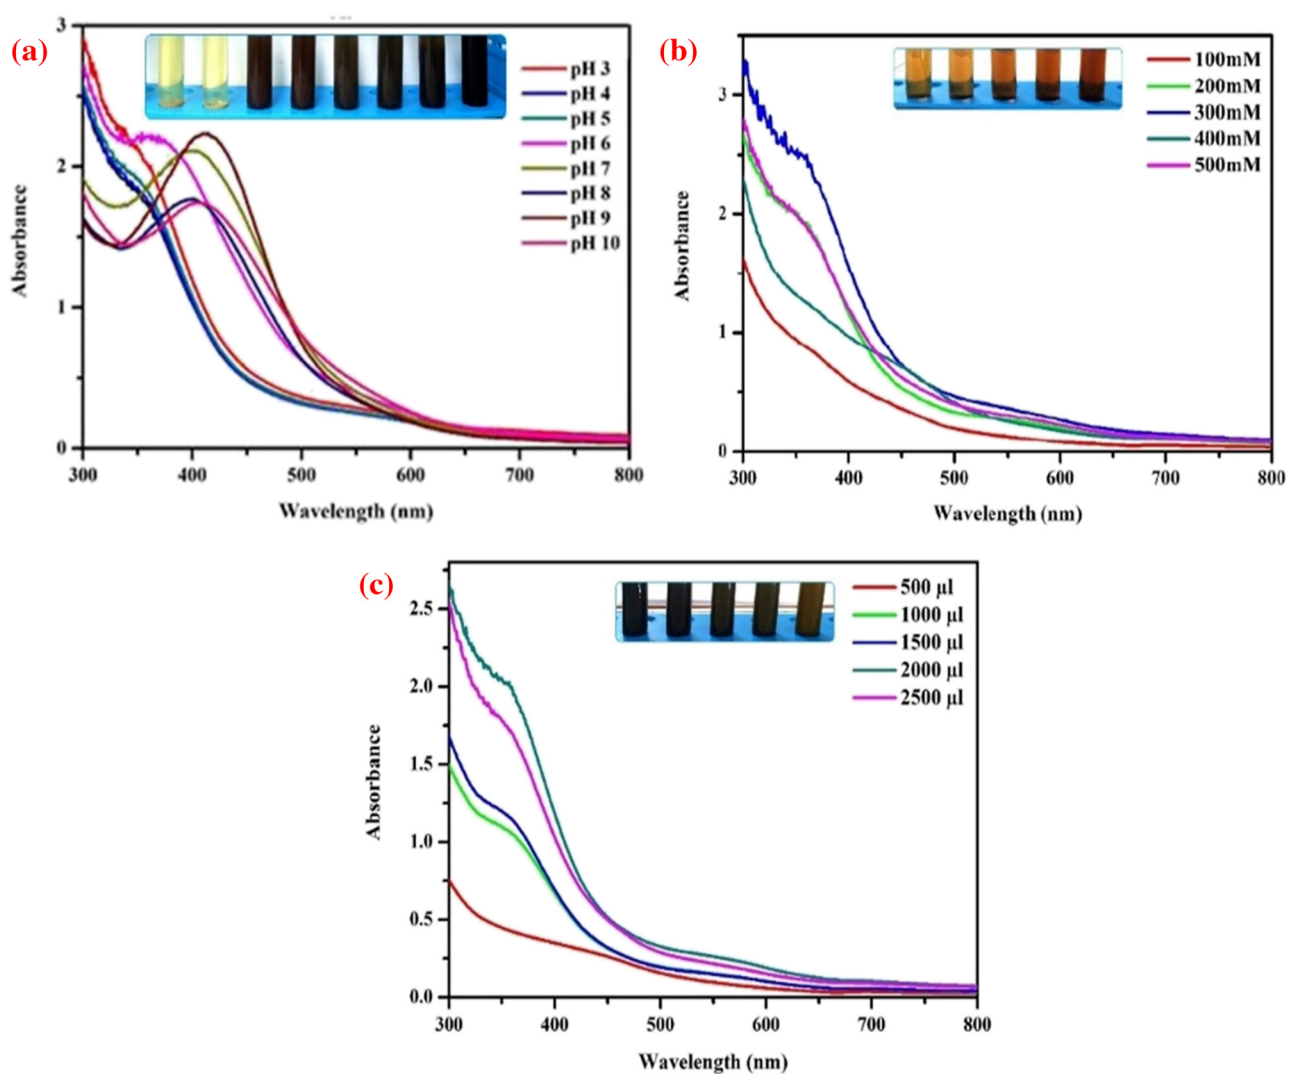 (a)
3
2
1
0
Absorbance
pH 3
pH 4
pH 5
pH 6
pH 7
pH 8
pH 9
pH 10
300 400 500 600 700 800
Wavelength (nm)
(b)
3
2
1
0
Absorbance
100mM
200mM
300mM
400mM
500mM
300 400 500 600 700 800
Wavelength (nm)
(c)
2.5
2.0
1.5
1.0
0.5
0.0
Absorbance
500 µl
1000 µl
1500 µl
2000 µl
2500 µl
300 400 500 600 700 800
Wavelength (nm)